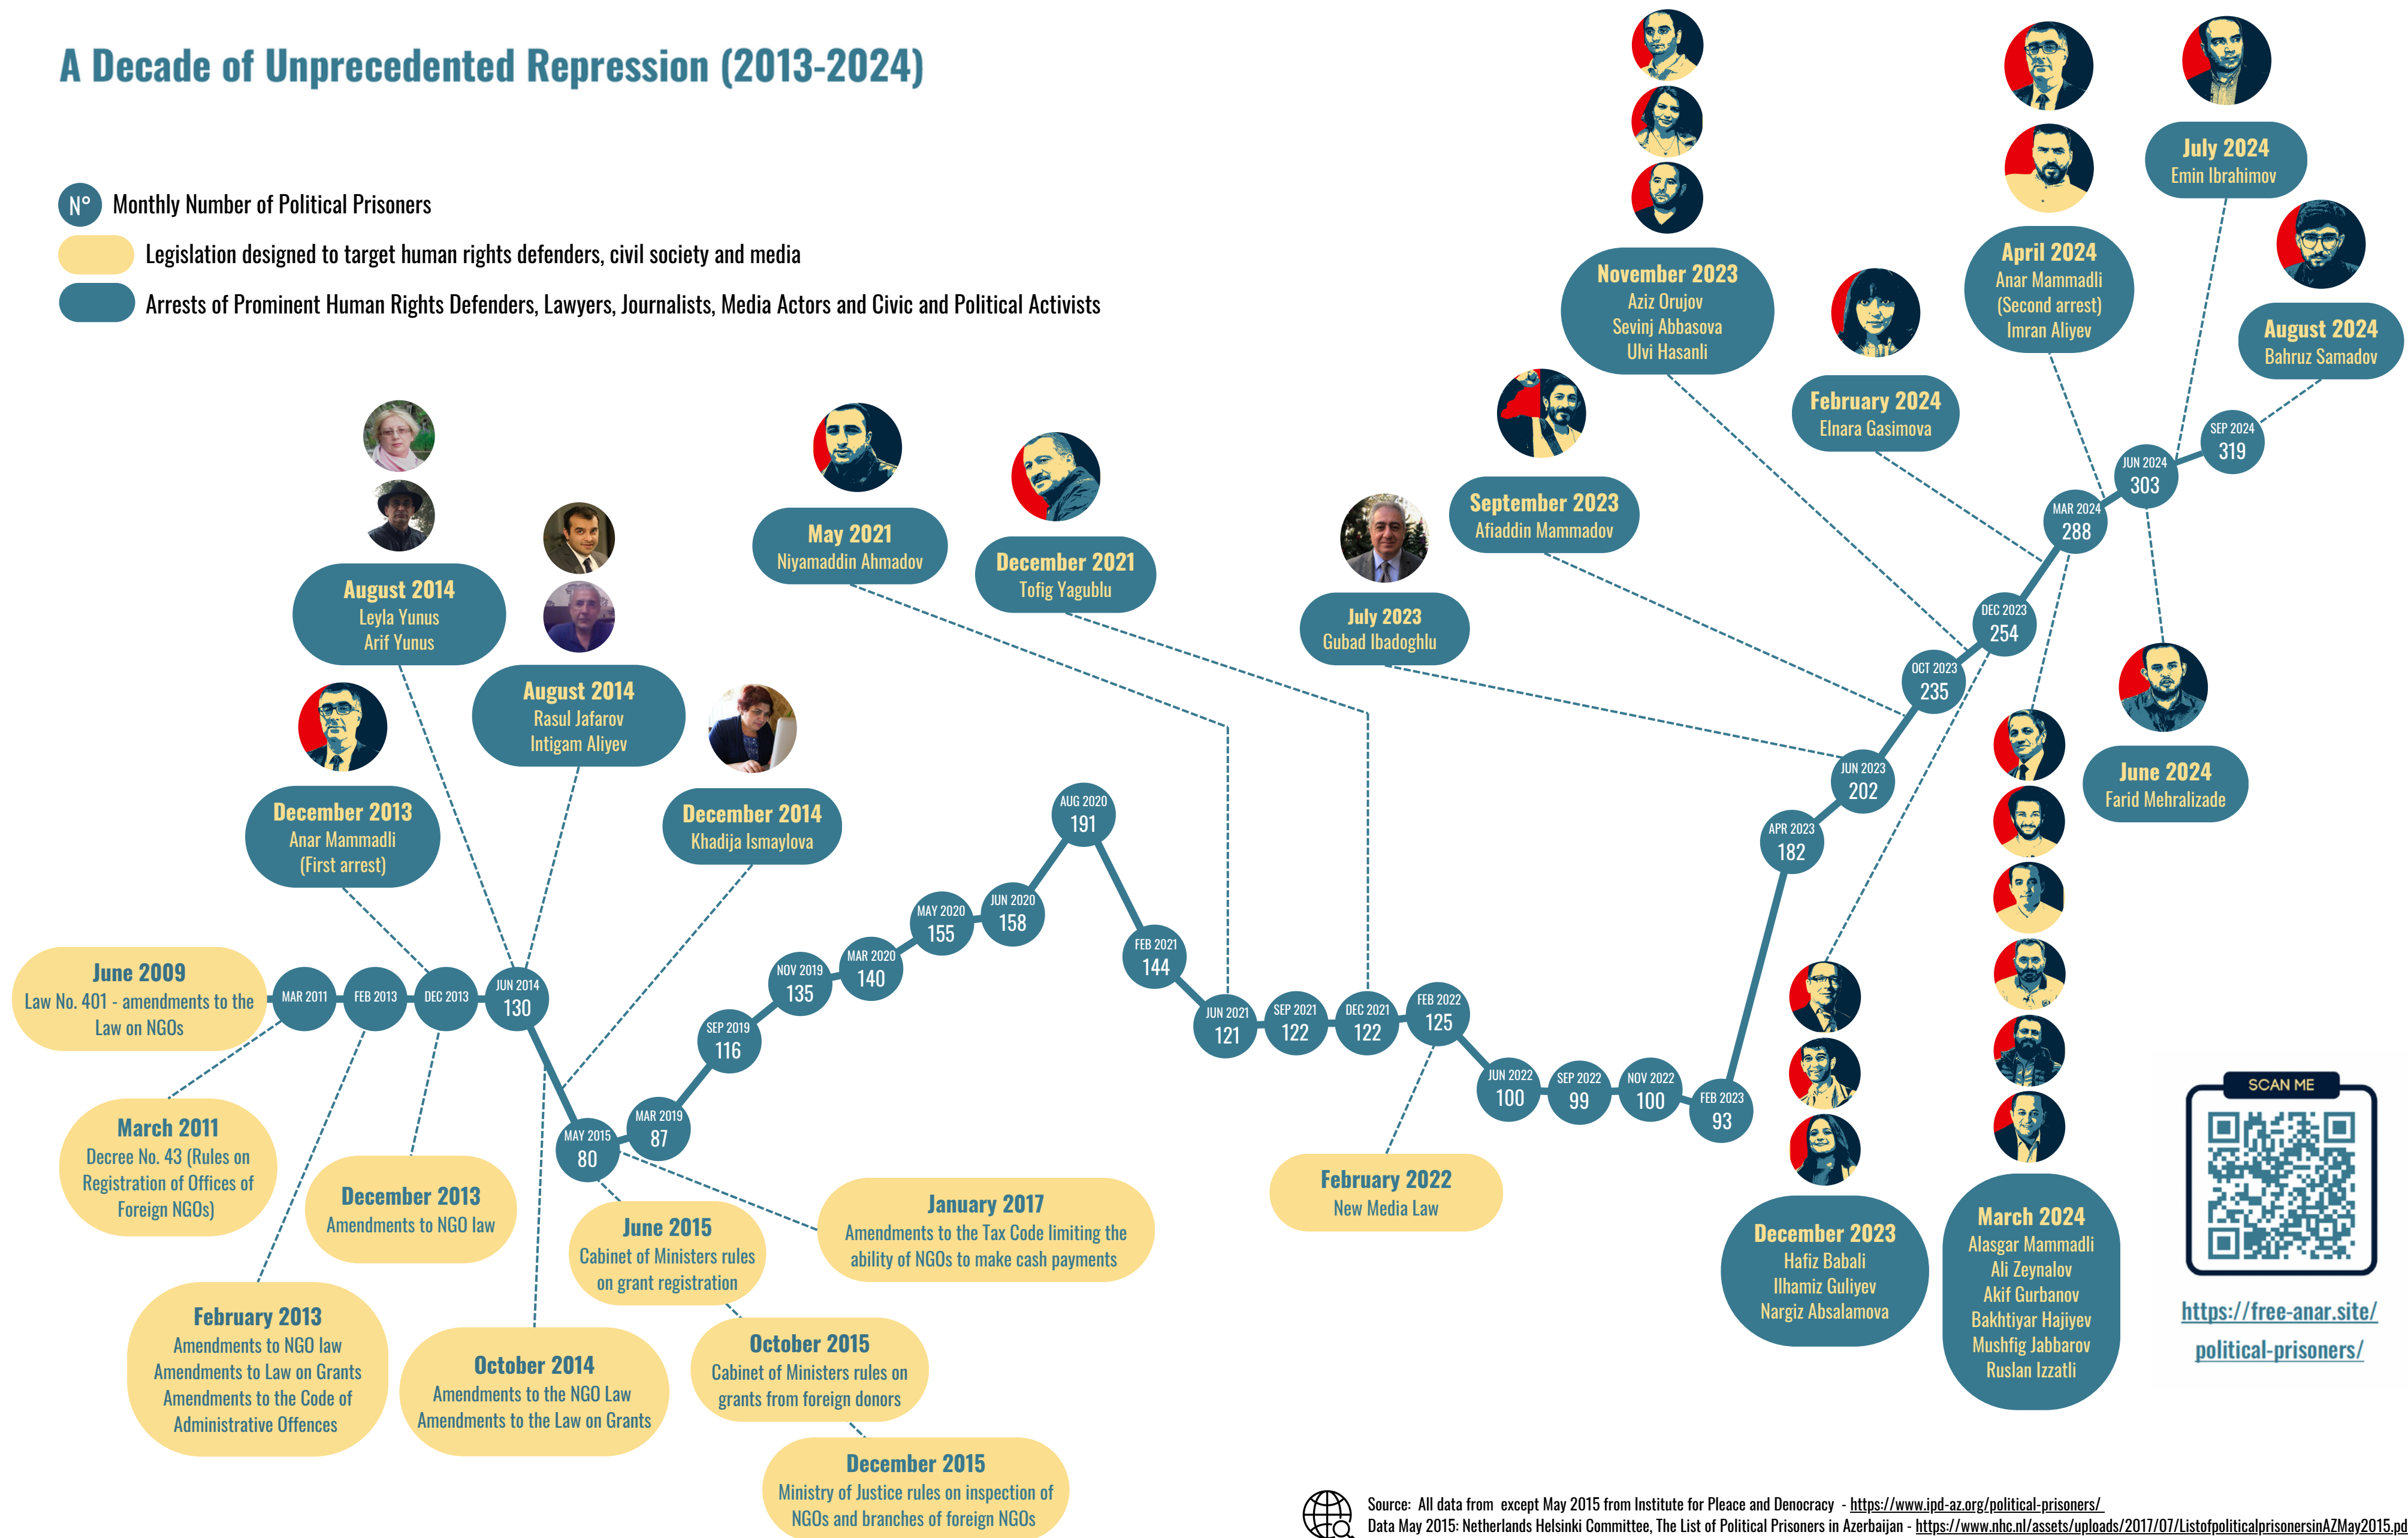 A Decade of Unprecedented Repression (2013-2024)
N°
Monthly Number of Political Prisoners
Legislation designed to target human rights defenders, civil society and media
Arrests of Prominent Human Rights Defenders, Lawyers, Journalists, Media Actors and Civic and Political Activists
December 2013
Anar Mammadli
(First arrest)
August 2014
Leyla Yunus
Arif Yunus
August 2014
Rasul Jafarov
Intigam Aliyev
December 2014
Khadija Ismaylova
May 2021
Niyamaddin Ahmadov
December 2021
Tofig Yagublu
July 2023
Gubad Ibadoghlu
September 2023
Afiaddin Mammadov
November 2023
Aziz Orujov
Sevinj Abbasova
Ulvi Hasanli
February 2024
Elnara Gasimova
April 2024
Anar Mammadli
(Second arrest)
Imran Aliyev
July 2024
Emin Ibrahimov
August 2024
Bahruz Samadov
June 2024
Farid Mehralizade
December 2023
Hafiz Babali
Ilhamiz Guliyev
Nargiz Absalamova
March 2024
Alasgar Mammadli
Ali Zeynalov
Akif Gurbanov
Bakhtiyar Hajiyev
Mushfig Jabbarov
Ruslan Izzatli
MAR 2011
FEB 2013
DEC 2013
JUN 2014
130
MAY 2015
80
MAR 2019
87
SEP 2019
116
NOV 2019
135
MAR 2020
140
MAY 2020
155
JUN 2020
158
AUG 2020
191
FEB 2021
144
JUN 2021
121
SEP 2021
122
DEC 2021
122
FEB 2022
125
JUN 2022
100
SEP 2022
99
NOV 2022
100
FEB 2023
93
APR 2023
182
JUN 2023
202
OCT 2023
235
DEC 2023
254
MAR 2024
288
JUN 2024
303
SEP 2024
319
June 2009
Law No. 401 - amendments to the
Law on NGOs
March 2011
Decree No. 43 (Rules on
Registration of Offices of
Foreign NGOs)
February 2013
Amendments to NGO law
Amendments to Law on Grants
Amendments to the Code of
Administrative Offences
December 2013
Amendments to NGO law
October 2014
Amendments to the NGO Law
Amendments to the Law on Grants
June 2015
Cabinet of Ministers rules
on grant registration
October 2015
Cabinet of Ministers rules on
grants from foreign donors
December 2015
Ministry of Justice rules on inspection of
NGOs and branches of foreign NGOs
January 2017
Amendments to the Tax Code limiting the
ability of NGOs to make cash payments
February 2022
New Media Law
SCAN ME
https://free-anar.site/
political-prisoners/
Source: All data from except May 2015 from Institute for Pleace and Denocracy - https://www.ipd-az.org/political-prisoners/
Data May 2015: Netherlands Helsinki Committee, The List of Political Prisoners in Azerbaijan - https://www.nhc.nl/assets/uploads/2017/07/ListofpoliticalprisonersinAZMay2015.p